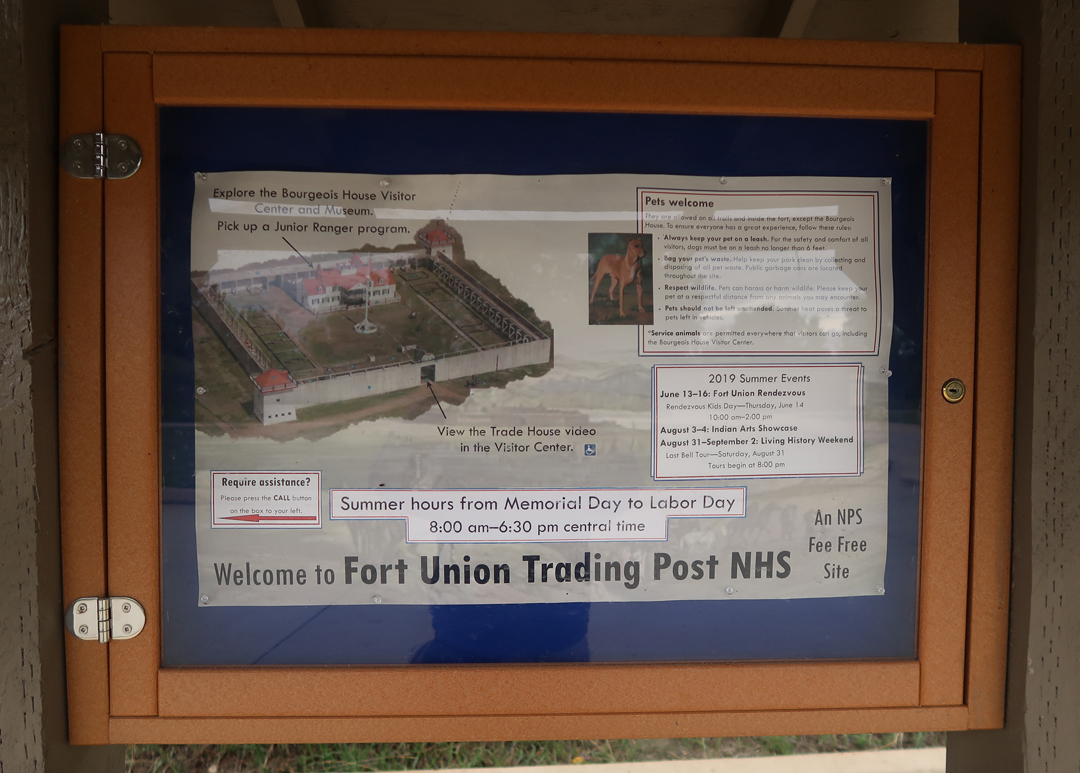 Explore the Bourgeois House Visitor
Center and Museum.
Pick up a Junior Ranger program.
Pets welcome
They are allowed on all trails and inside the fort, except the Bourgeois
House. To ensure everyone has a great experience, follow these rules:
• Always keep your pet on a leash. For the safety and comfort of all
visitors, dogs must be on a leash no longer than 6 feet.
• Bag your pet's waste. Help keep your park clean by collecting and
disposing of all pet waste. Public garbage cans are located
throughout the site.
• Respect wildlife. Pets can harass or harm wildlife. Please keep your
pet at a respectful distance from any animals you may encounter.
• Pets should not be left unattended. Summer heat poses a threat to
pets left in vehicles.
*Service animals are permitted everywhere that visitors can go, including
the Bourgeois House Visitor Center.
2019 Summer Events
June 13–16: Fort Union Rendezvous
Rendezvous Kids Day—Thursday, June 14
10:00 am–2:00 pm
August 3–4: Indian Arts Showcase
August 31–September 2: Living History Weekend
Last Bell Tour—Saturday, August 31
Tours begin at 8:00 pm
View the Trade House video
in the Visitor Center.
Require assistance?
Please press the CALL button
on the box to your left.
Summer hours from Memorial Day to Labor Day
8:00 am–6:30 pm central time
An NPS
Fee Free
Site
Welcome to Fort Union Trading Post NHS